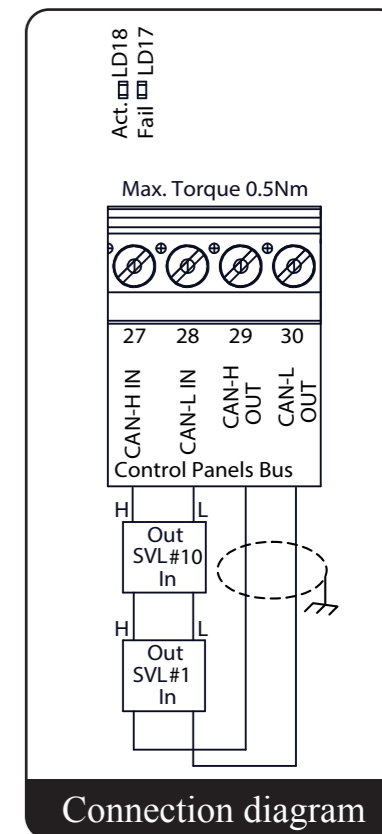 Act. LD18
Fail LD17
Max. Torque 0.5Nm
27 28 29 30
CAN-H IN
CAN-L IN
CAN-H
OUT
CAN-L
OUT
Control Panels Bus
H L
Out
SVL#10
In
H L
Out
SVL#1
In
Connection diagram